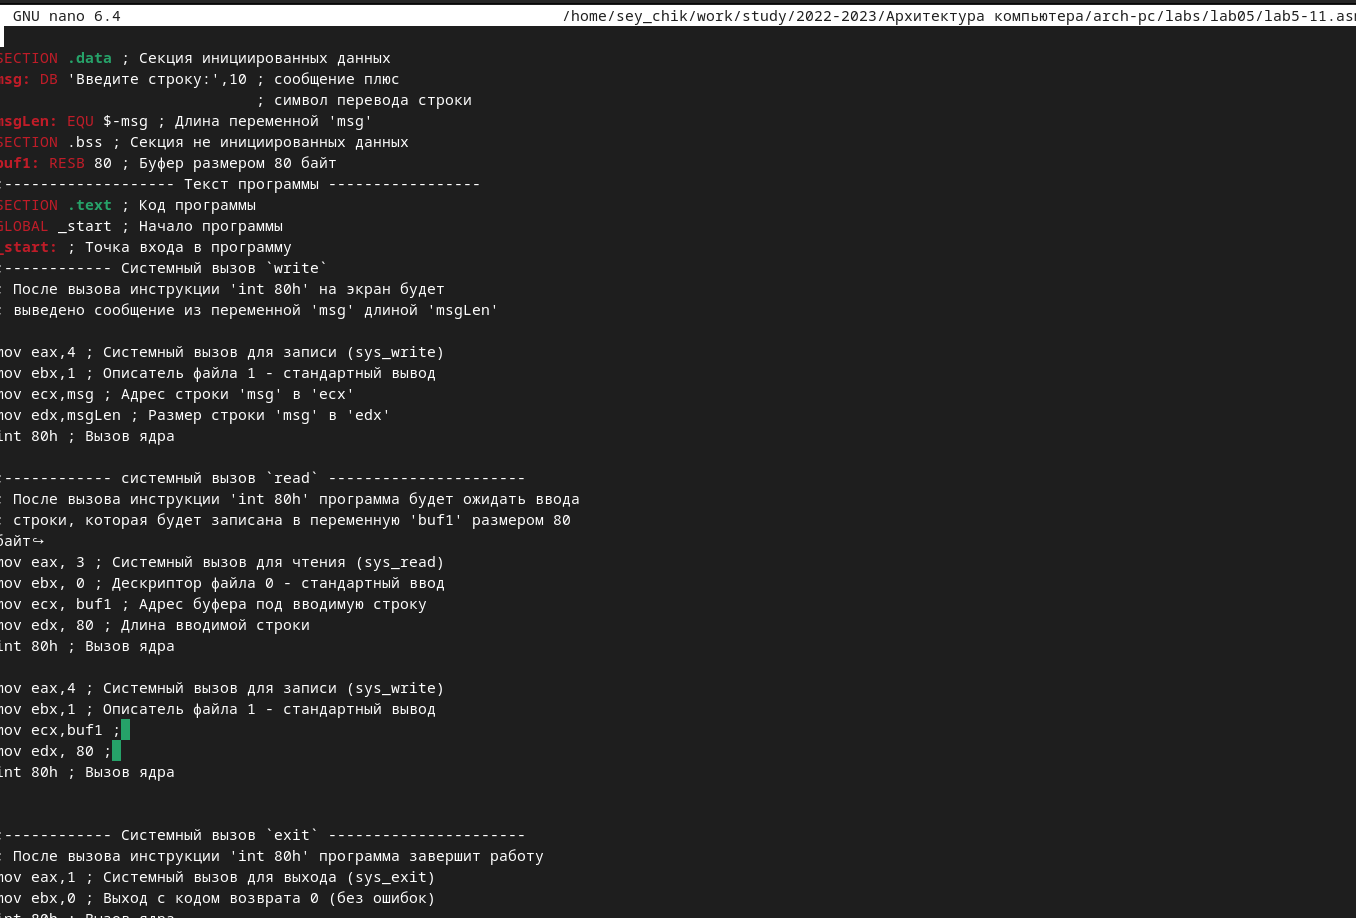 GNU nano 6.4 /home/sey_chik/work/study/2022-2023/Архитектура компьютера/arch-pc/labs/lab05/lab5-11.asm
SECTION .data ; Секция инициированных данных
msg: DB 'Введите строку:',10 ; сообщение плюс
; символ перевода строки
msgLen: EQU $-msg ; Длина переменной 'msg'
SECTION .bss ; Секция не инициированных данных
buf1: RESB 80 ; Буфер размером 80 байт
;------------------- Текст программы -----------------
SECTION .text ; Код программы
GLOBAL _start ; Начало программы
_start: ; Точка входа в программу
;------------ Системный вызов `write`
; После вызова инструкции 'int 80h' на экран будет
; выведено сообщение из переменной 'msg' длиной 'msgLen'
mov eax,4 ; Системный вызов для записи (sys_write)
mov ebx,1 ; Описатель файла 1 - стандартный вывод
mov ecx,msg ; Адрес строки 'msg' в 'ecx'
mov edx,msgLen ; Размер строки 'msg' в 'edx'
int 80h ; Вызов ядра
;------------ системный вызов `read` ----------------------
; После вызова инструкции 'int 80h' программа будет ожидать ввода
; строки, которая будет записана в переменную 'buf1' размером 80
байт↪
mov eax, 3 ; Системный вызов для чтения (sys_read)
mov ebx, 0 ; Дескриптор файла 0 - стандартный ввод
mov ecx, buf1 ; Адрес буфера под вводимую строку
mov edx, 80 ; Длина вводимой строки
int 80h ; Вызов ядра
mov eax,4 ; Системный вызов для записи (sys_write)
mov ebx,1 ; Описатель файла 1 - стандартный вывод
mov ecx,buf1 ;
mov edx, 80 ;
int 80h ; Вызов ядра
;------------ Системный вызов `exit` ----------------------
; После вызова инструкции 'int 80h' программа завершит работу
mov eax,1 ; Системный вызов для выхода (sys_exit)
mov ebx,0 ; Выход с кодом возврата 0 (без ошибок)
int 80h ; Вызов ядра